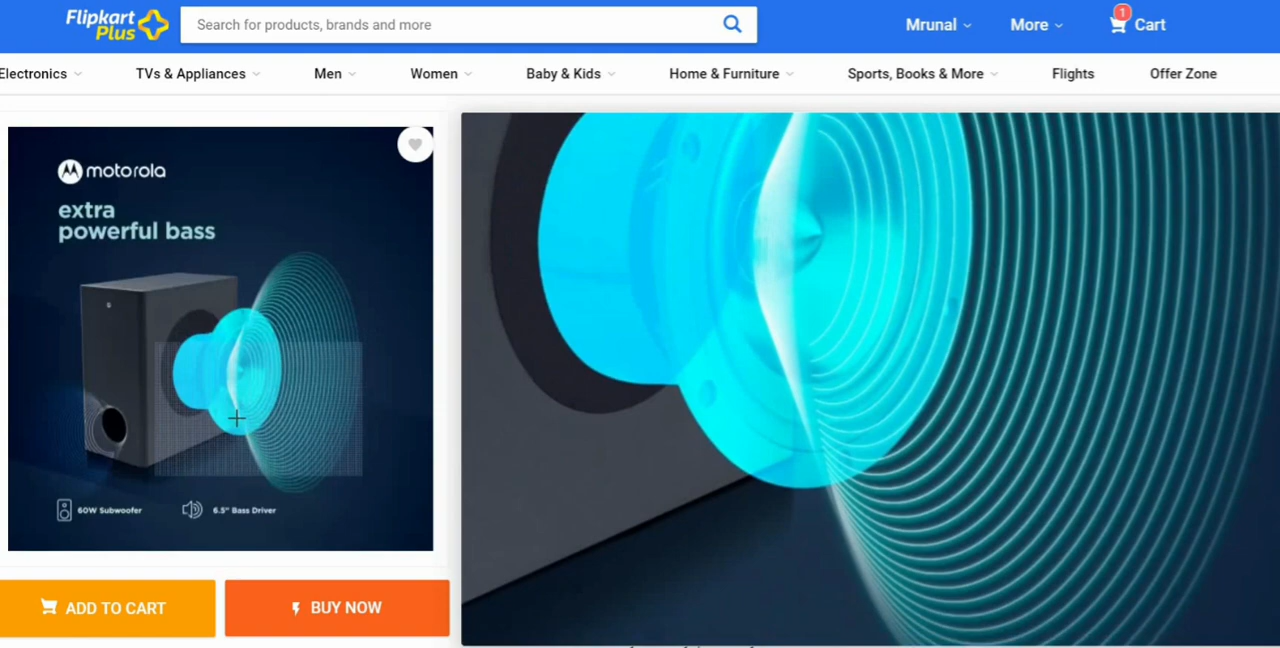 Flipkart
Plus
Search for products, brands and more
Mrunal
More
1
Cart
Electronics
TVs & Appliances
Men
Women
Baby & Kids
Home & Furniture
Sports, Books & More
Flights
Offer Zone
motorola
extra
powerful bass
60W Subwoofer
6.5" Bass Driver
ADD TO CART
BUY NOW